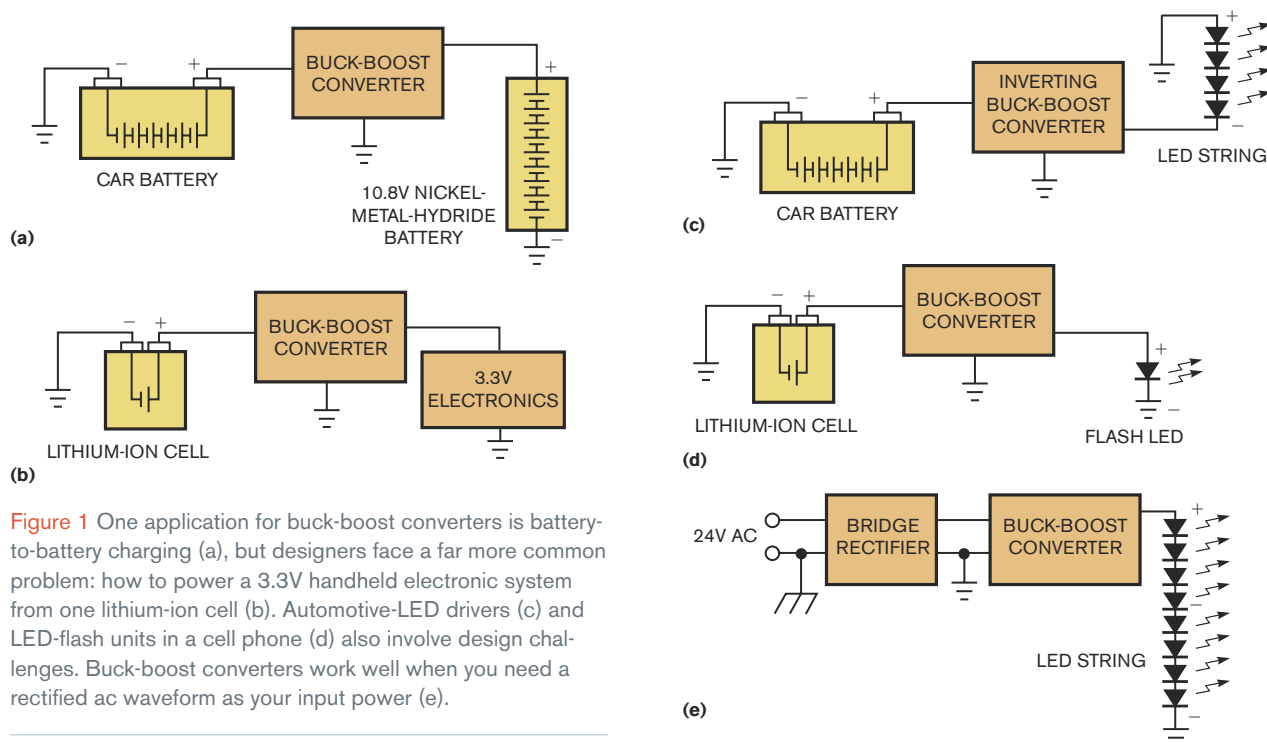 − +
BUCK-BOOST
CONVERTER
+
CAR BATTERY
10.8V NICKEL-
METAL-HYDRIDE
BATTERY
−
(a)
− +
BUCK-BOOST
CONVERTER
3.3V
ELECTRONICS
LITHIUM-ION CELL
(b)
Figure 1 One application for buck-boost converters is battery-
to-battery charging (a), but designers face a far more common
problem: how to power a 3.3V handheld electronic system
from one lithium-ion cell (b). Automotive-LED drivers (c) and
LED-flash units in a cell phone (d) also involve design chal-
lenges. Buck-boost converters work well when you need a
rectified ac waveform as your input power (e).
+
− +
INVERTING
BUCK-BOOST
CONVERTER
−
LED STRING
CAR BATTERY
(c)
− +
BUCK-BOOST
CONVERTER
+
−
LITHIUM-ION CELL
FLASH LED
(d)
24V AC
BRIDGE
RECTIFIER
BUCK-BOOST
CONVERTER
+
−
LED STRING
−
(e)